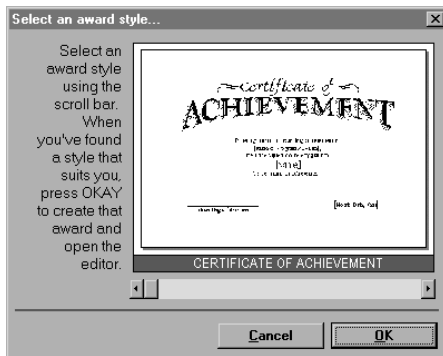 Select an award style...
Select an
award style
using the
scroll bar.
When
you've found
a style that
suits you,
press OKAY
to create that
award and
open the
editor.
Certificate of
ACHIEVEMENT
CERTIFICATE OF ACHIEVEMENT
Cancel
OK